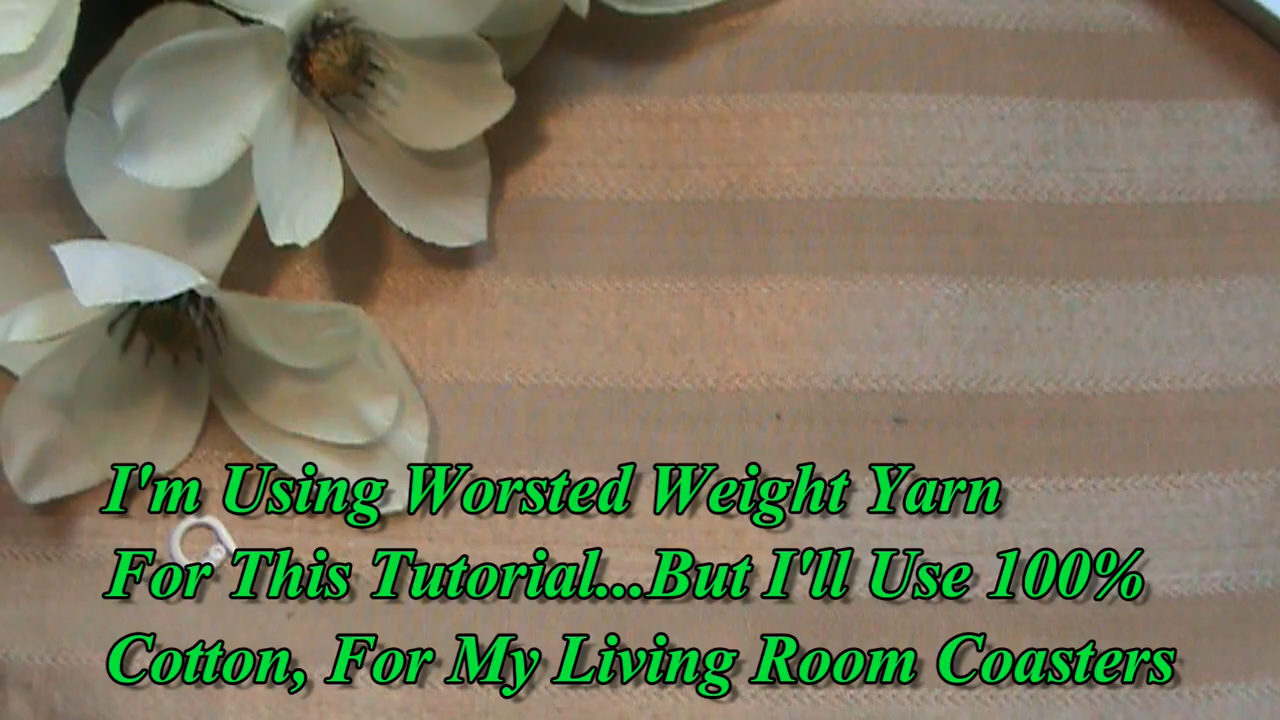 I'm Using Worsted Weight Yarn
For This Tutorial...But I'll Use 100%
Cotton, For My Living Room Coasters